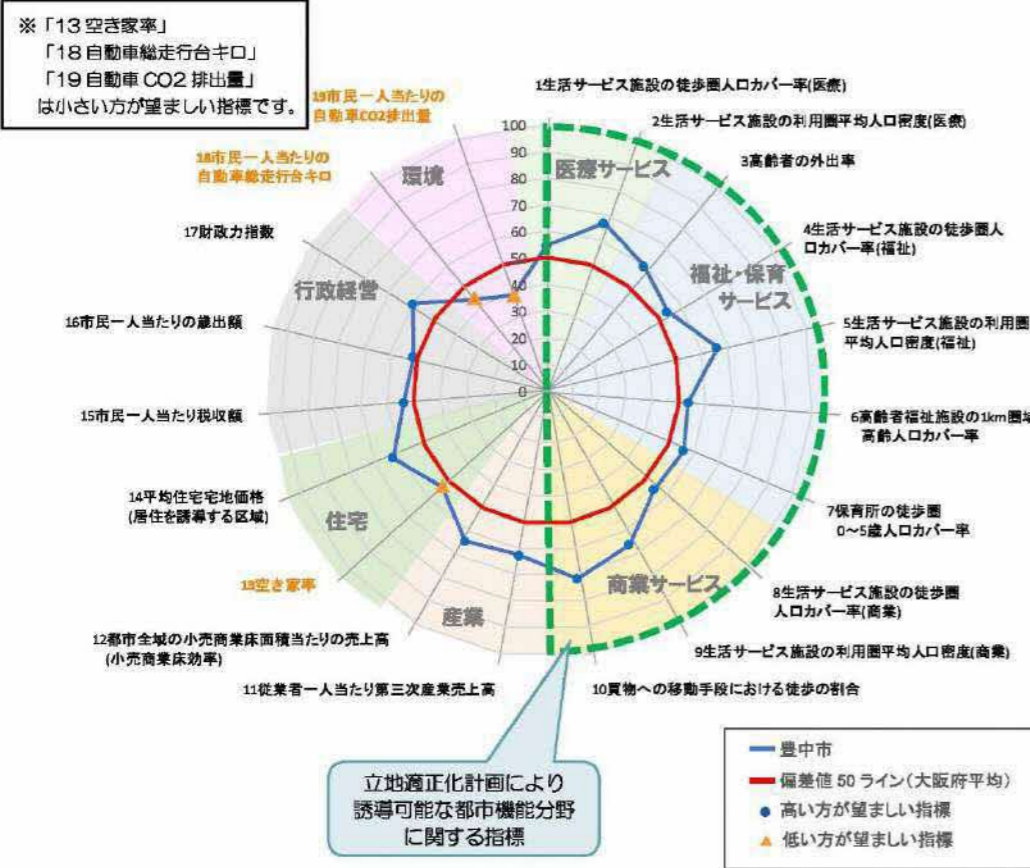 ※「13 空き家率」
「18 自動車総走行台キロ」
「19 自動車 CO2 排出量」
は小さい方が望ましい指標です。
19市民一人当たりの
自動車CO2排出量
1生活サービス施設の徒歩圏人口カバー率(医療)
2生活サービス施設の利用圏平均人口密度(医療)
3高齢者の外出率
4生活サービス施設の徒歩圏人
口カバー率(福祉)
5生活サービス施設の利用圏
平均人口密度(福祉)
6高齢者福祉施設の1km圏域
高齢人口カバー率
7保育所の徒歩圏
0～5歳人口カバー率
8生活サービス施設の徒歩圏
人口カバー率(商業)
9生活サービス施設の利用圏平均人口密度(商業)
10買物への移動手段における徒歩の割合
11従業者一人当たり第三次産業売上高
12都市全域の小売商業床面積当たりの売上高
(小売商業床効率)
13空き家率
14平均住宅宅地価格
(居住を誘導する区域)
15市民一人当たり税収額
16市民一人当たりの歳出額
17財政力指数
18市民一人当たりの
自動車総走行台キロ
100
90
80
70
60
50
40
30
20
10
0
医療サービス
福祉・保育
サービス
商業サービス
産業
住宅
行政経営
環境
立地適正化計画により
誘導可能な都市機能分野
に関する指標
豊中市
偏差値 50 ライン(大阪府平均)
高い方が望ましい指標
低い方が望ましい指標